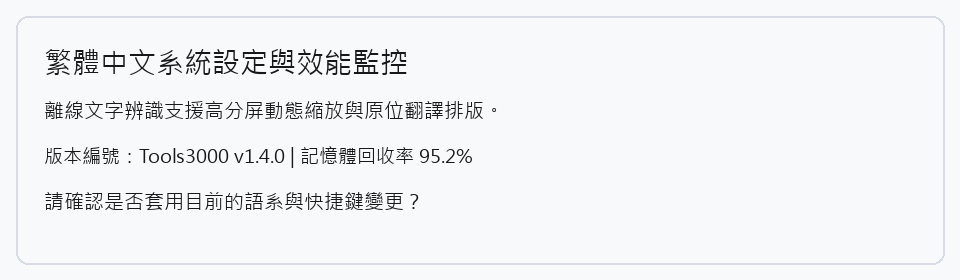 繁體中文系統設定與效能監控
離線文字辨識支援高分屏動態縮放與原位翻譯排版。
版本編號：Tools3000 v1.4.0 | 記憶體回收率 95.2%
請確認是否套用目前的語系與快捷鍵變更？